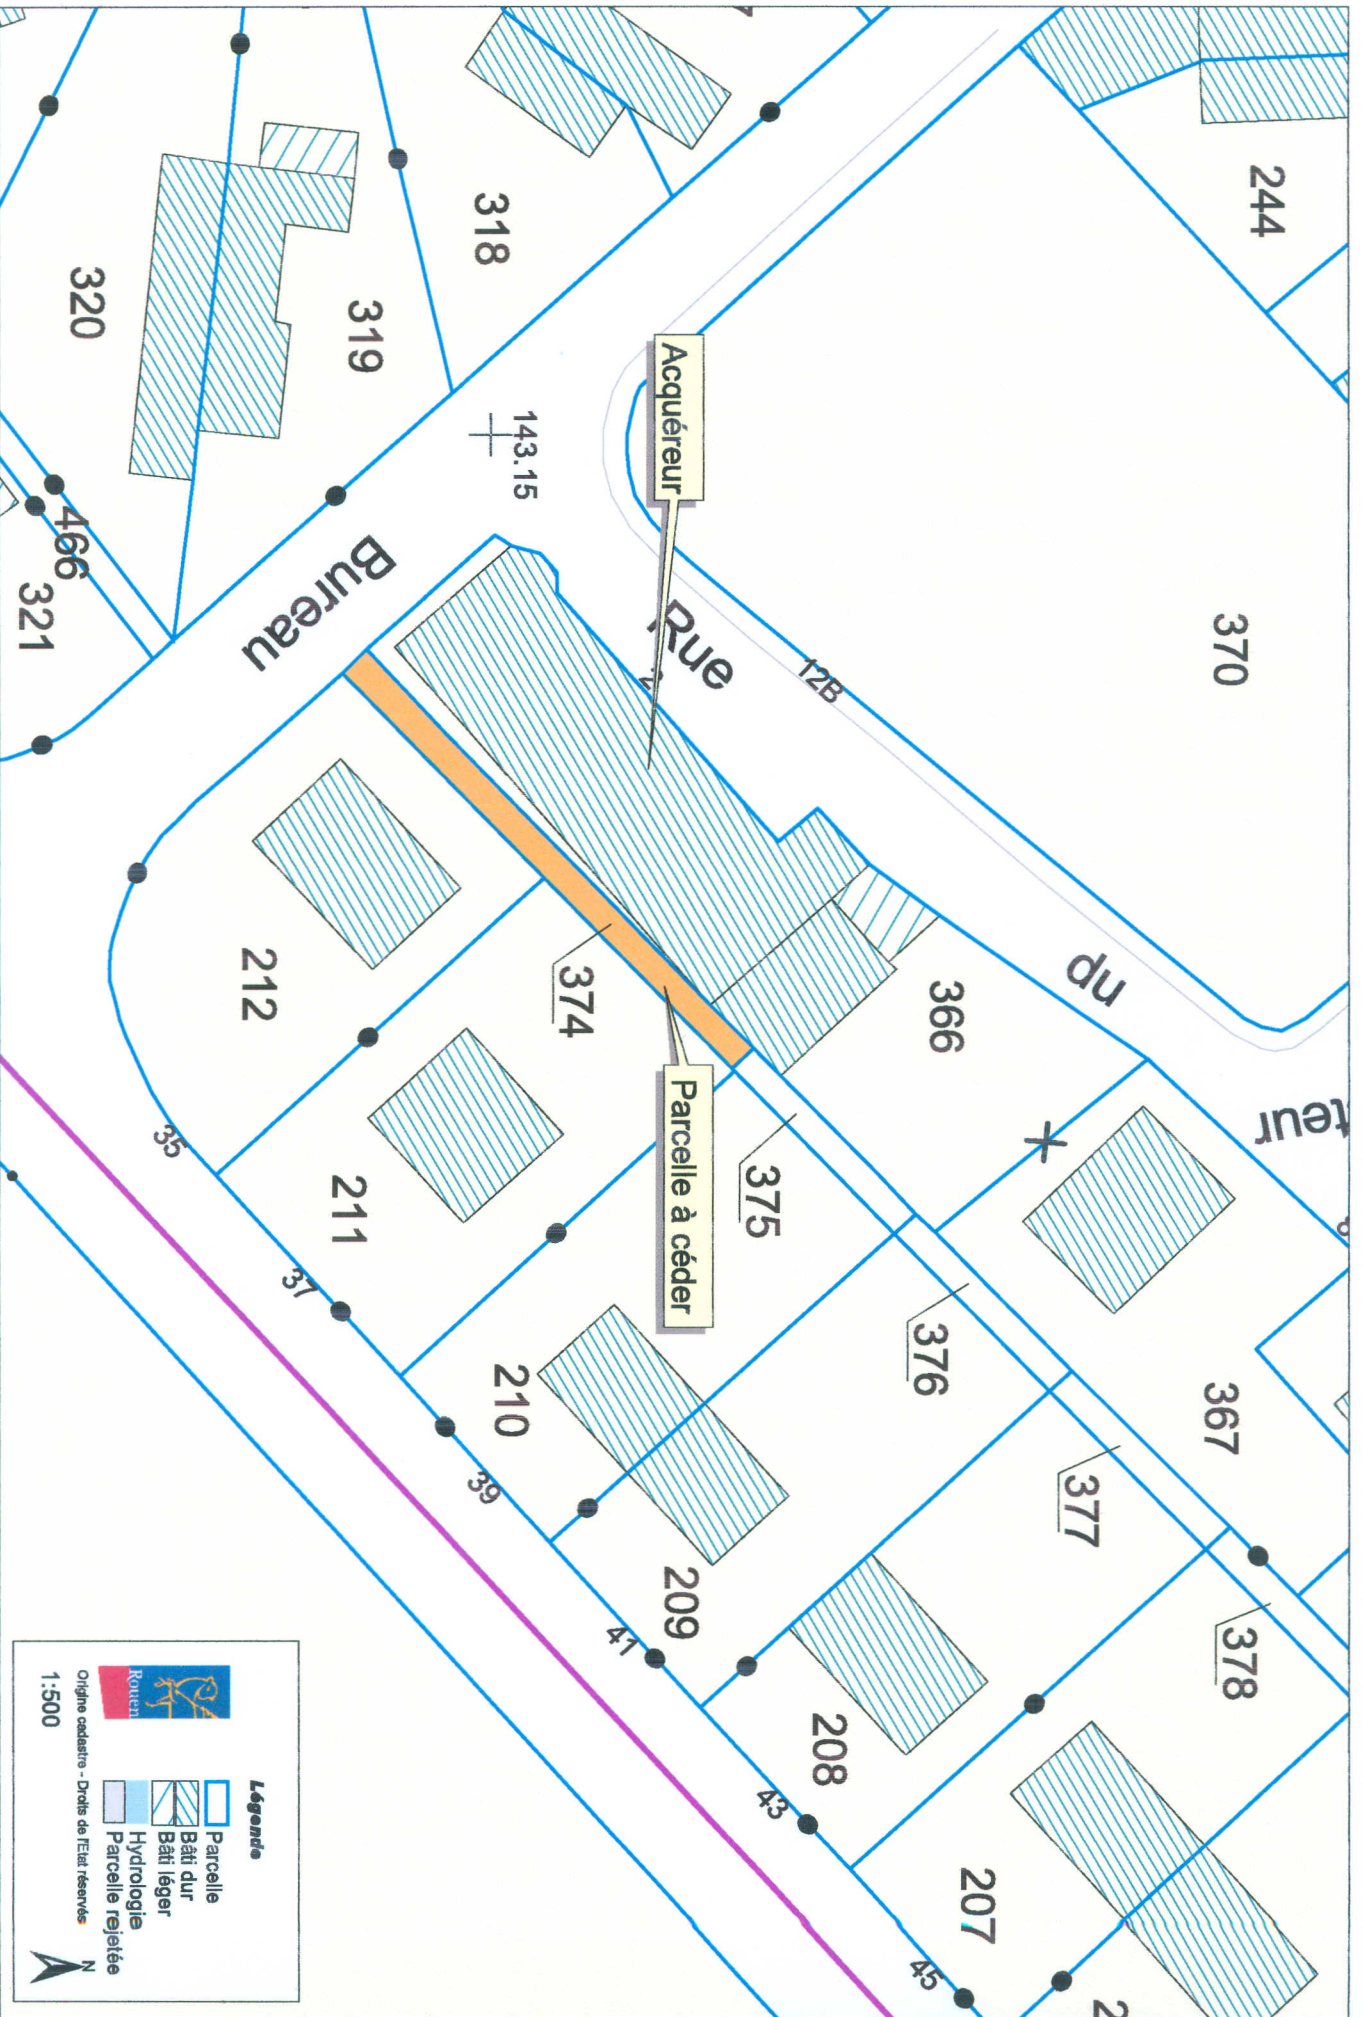 244
370
318
319
320
466
321
143.15
Acquéreur
Bureau
Rue
12B
du
teur
366
367
212
374
Parcelle à céder
375
376
377
378
211
210
209
208
207
35
37
39
41
43
45
Légende
Parcelle
Bâti dur
Bâti léger
Hydrologie
Parcelle rejetée
Rouen
Origine cadastre - Droits de l'Etat réservés
1:500
N